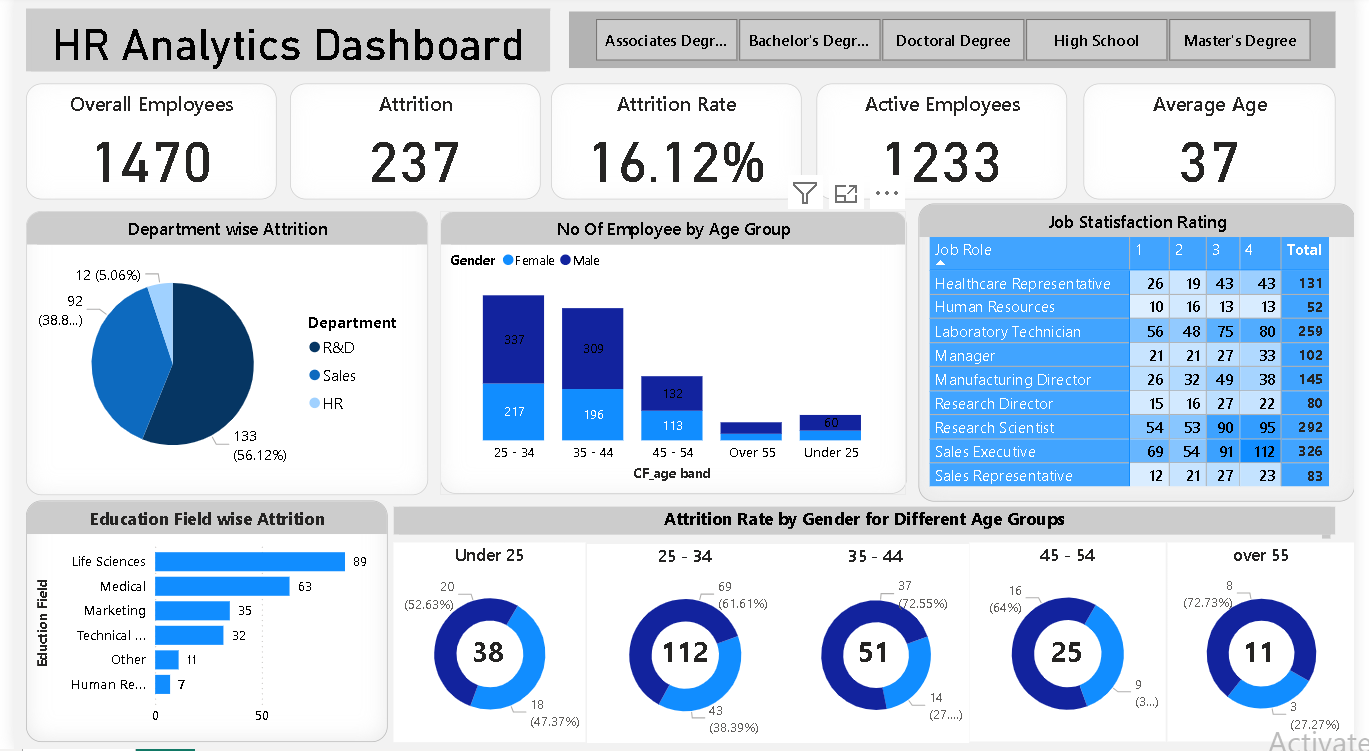 HR Analytics Dashboard
Associates Degr...
Bachelor's Degr...
Doctoral Degree
High School
Master's Degree
Overall Employees
1470
Attrition
237
Attrition Rate
16.12%
Active Employees
1233
Average Age
37
Department wise Attrition
12 (5.06%)
92
(38.8...)
133
(56.12%)
Department
R&D
Sales
HR
No Of Employee by Age Group
Gender Female Male
337
309
132
60
217
196
113
25 - 34
35 - 44
45 - 54
Over 55
Under 25
CF_age band
Job Statisfaction Rating
Job Role 1 2 3 4 Total
Healthcare Representative 26 19 43 43 131
Human Resources 10 16 13 13 52
Laboratory Technician 56 48 75 80 259
Manager 21 21 27 33 102
Manufacturing Director 26 32 49 38 145
Research Director 15 16 27 22 80
Research Scientist 54 53 90 95 292
Sales Executive 69 54 91 112 326
Sales Representative 12 21 27 23 83
Education Field wise Attrition
Eduction Field
Life Sciences 89
Medical 63
Marketing 35
Technical ... 32
Other 11
Human Re... 7
0 50
Attrition Rate by Gender for Different Age Groups
Under 25
20
(52.63%)
38
18
(47.37%)
25 - 34
69
(61.61%)
112
43
(38.39%)
35 - 44
37
(72.55%)
51
14
(27....)
45 - 54
16
(64%)
25
9
(3...)
over 55
8
(72.73%)
11
3
(27.27%)
Activate